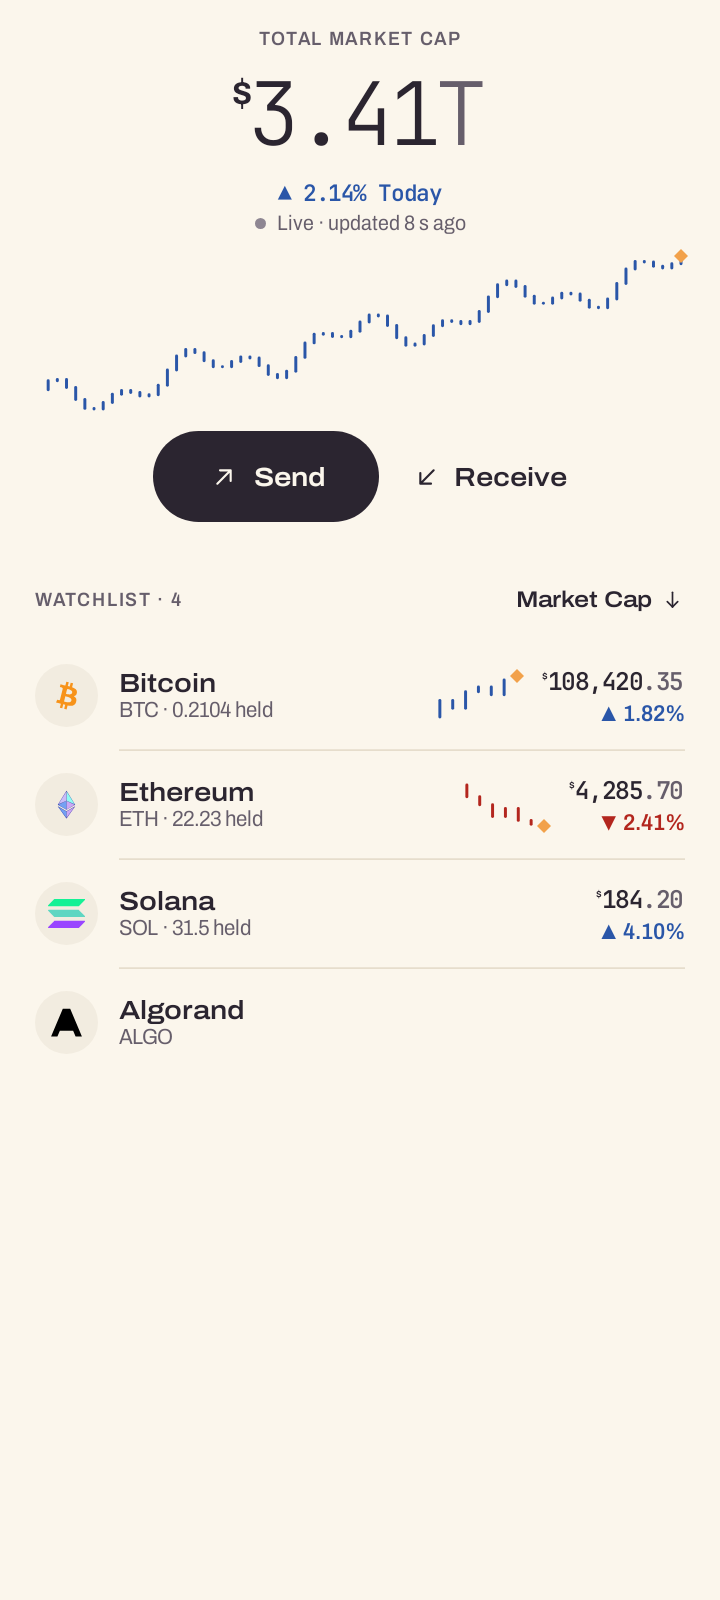 TOTAL MARKET CAP
$3.41T
▲ 2.14% Today
Live · updated 8 s ago
Send
Receive
WATCHLIST · 4
Market Cap ↓
Bitcoin
$108,420.35
BTC · 0.2104 held
▲ 1.82%
Ethereum
$4,285.70
ETH · 22.23 held
▼ 2.41%
Solana
$184.20
SOL · 31.5 held
▲ 4.10%
Algorand
ALGO